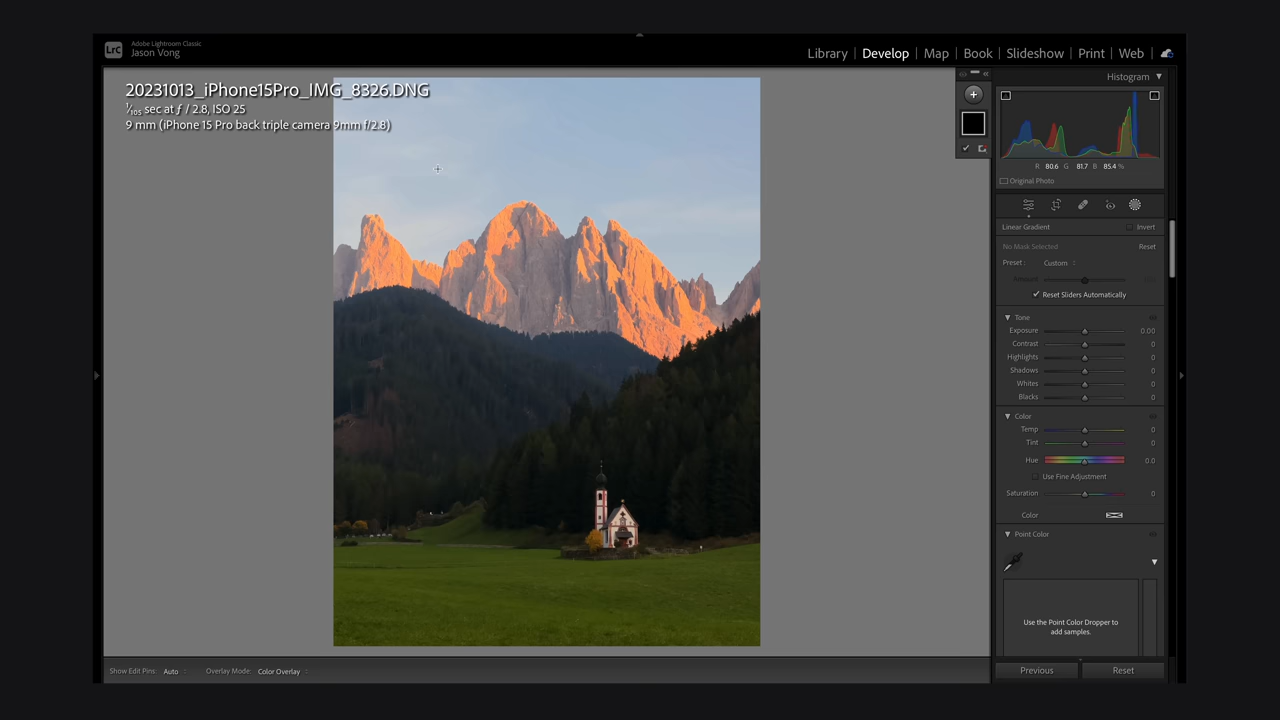 LrC
Adobe Lightroom Classic
Jason Vong
Library | Develop | Map | Book | Slideshow | Print | Web
20231013_iPhone15Pro_IMG_8326.DNG
1/105 sec at ƒ / 2.8, ISO 25
9 mm (iPhone 15 Pro back triple camera 9mm f/2.8)
Histogram
R 80.6 G 81.7 B 85.4 %
Original Photo
Linear Gradient Invert
No Mask Selected Reset
Preset: Custom
Amount
Reset Sliders Automatically
Tone
Exposure 0.00
Contrast 0
Highlights 0
Shadows 0
Whites 0
Blacks 0
Color
Temp 0
Tint 0
Hue 0.0
Use Fine Adjustment
Saturation 0
Color
Point Color
Use the Point Color Dropper to
add samples.
Show Edit Pins: Auto Overlay Mode: Color Overlay
Previous Reset